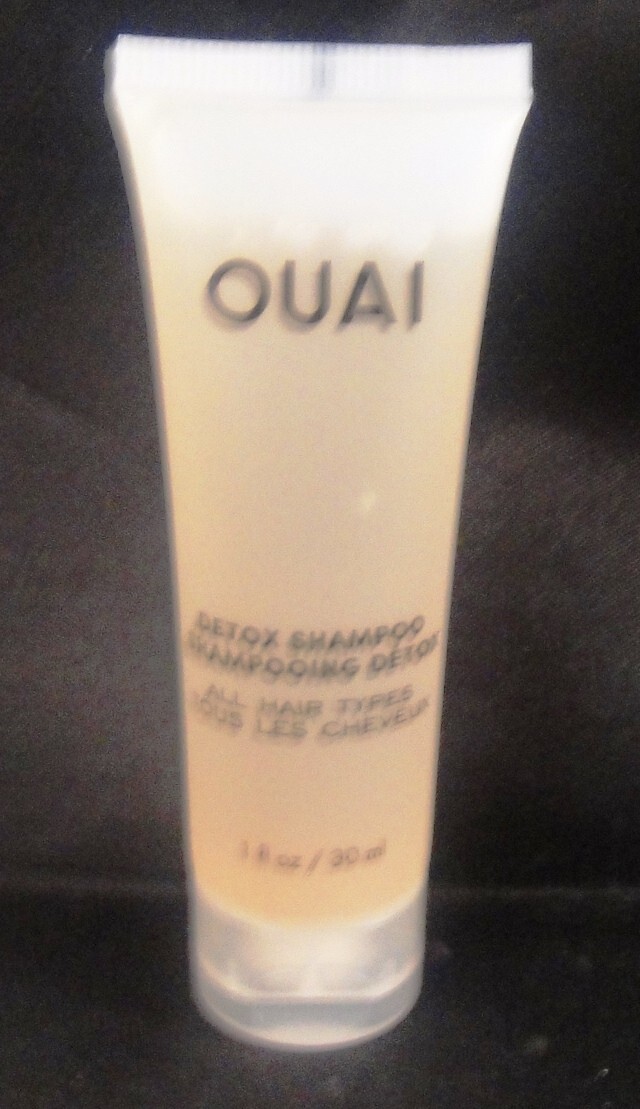 OUAI
DETOX SHAMPOO
SHAMPOOING DÉTOX
ALL HAIR TYPES
TOUS LES CHEVEUX
1 fl oz / 30 ml